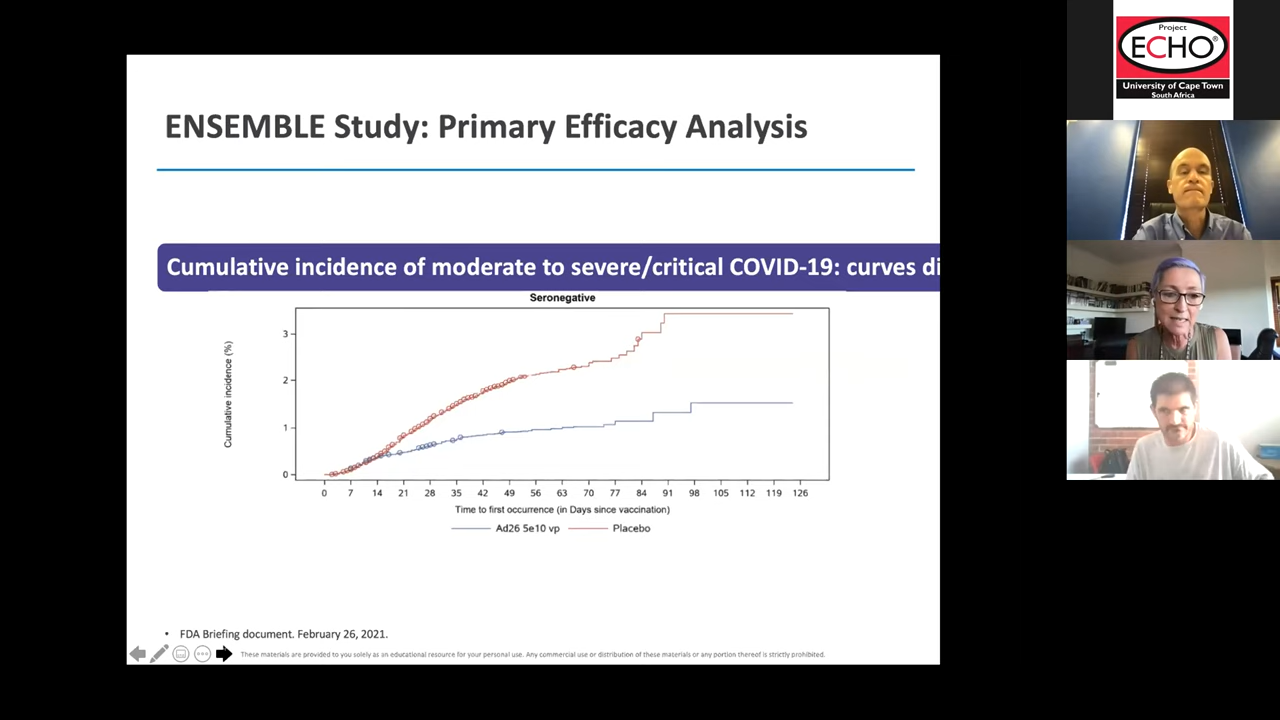 ENSEMBLE Study: Primary Efficacy Analysis
Cumulative incidence of moderate to severe/critical COVID-19: curves di
Seronegative
Cumulative incidence (%)
3
2
1
0
0 7 14 21 28 35 42 49 56 63 70 77 84 91 98 105 112 119 126
Time to first occurrence (in Days since vaccination)
Ad26 5e10 vp Placebo
• FDA Briefing document. February 26, 2021.
These materials are provided to you solely as an educational resource for your personal use. Any commercial use or distribution of these materials or any portion thereof is strictly prohibited.
Project
ECHO®
University of Cape Town
South Africa